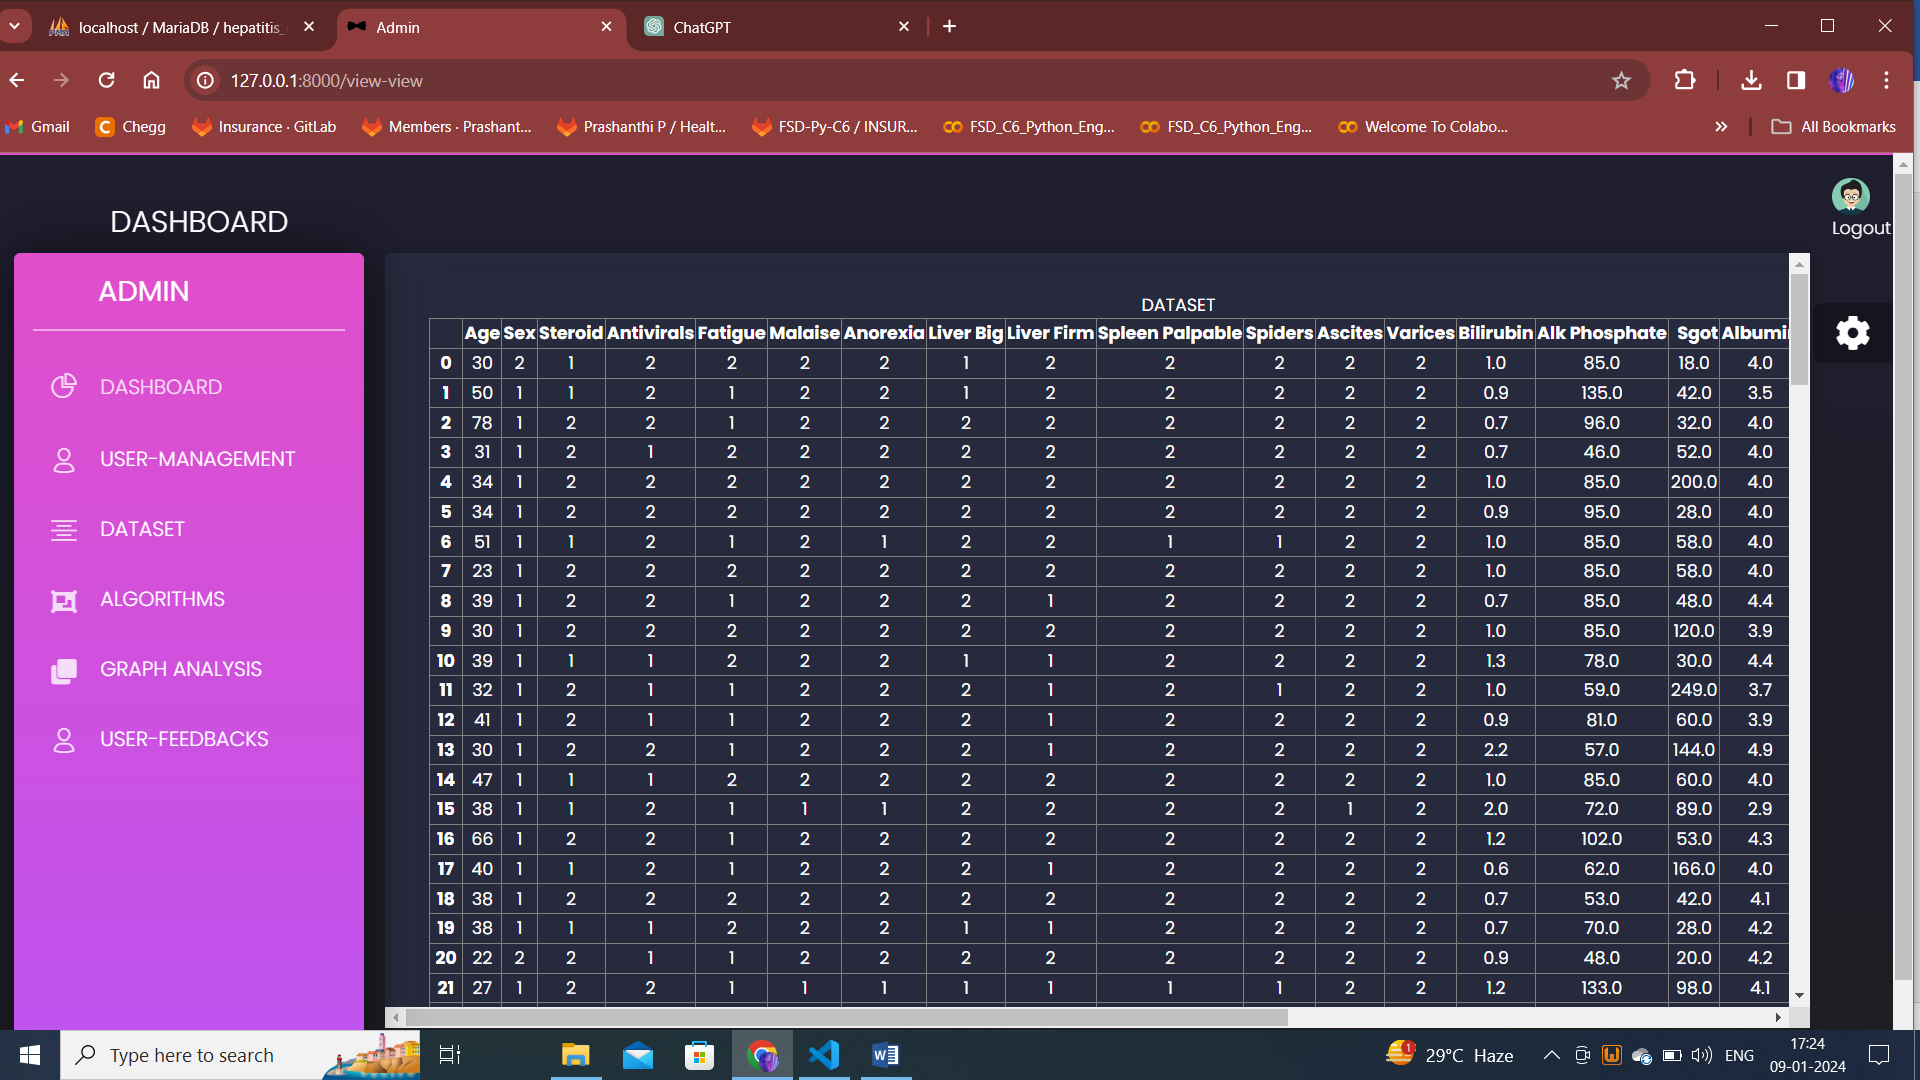 localhost / MariaDB / hepatitis_
Admin
ChatGPT
127.0.0.1:8000/view-view
Gmail Chegg Insurance · GitLab Members · Prashant... Prashanthi P / Healt... FSD-Py-C6 / INSUR... FSD_C6_Python_Eng... FSD_C6_Python_Eng... Welcome To Colabo... All Bookmarks
DASHBOARD
Logout
ADMIN
DASHBOARD
USER-MANAGEMENT
DATASET
ALGORITHMS
GRAPH ANALYSIS
USER-FEEDBACKS
DATASET
Age Sex Steroid Antivirals Fatigue Malaise Anorexia Liver Big Liver Firm Spleen Palpable Spiders Ascites Varices Bilirubin Alk Phosphate Sgot Albumin
0 30 2 1 2 2 2 2 1 2 2 2 2 2 1.0 85.0 18.0 4.0
1 50 1 1 2 1 2 2 1 2 2 2 2 2 0.9 135.0 42.0 3.5
2 78 1 2 2 1 2 2 2 2 2 2 2 2 0.7 96.0 32.0 4.0
3 31 1 2 1 2 2 2 2 2 2 2 2 2 0.7 46.0 52.0 4.0
4 34 1 2 2 2 2 2 2 2 2 2 2 2 1.0 85.0 200.0 4.0
5 34 1 2 2 2 2 2 2 2 2 2 2 2 0.9 95.0 28.0 4.0
6 51 1 1 2 1 2 1 2 2 1 1 2 2 1.0 85.0 58.0 4.0
7 23 1 2 2 2 2 2 2 2 2 2 2 2 1.0 85.0 58.0 4.0
8 39 1 2 2 1 2 2 2 1 2 2 2 2 0.7 85.0 48.0 4.4
9 30 1 2 2 2 2 2 2 2 2 2 2 2 1.0 85.0 120.0 3.9
10 39 1 1 1 2 2 2 1 1 2 2 2 2 1.3 78.0 30.0 4.4
11 32 1 2 1 1 2 2 2 1 2 1 2 2 1.0 59.0 249.0 3.7
12 41 1 2 1 1 2 2 2 1 2 2 2 2 0.9 81.0 60.0 3.9
13 30 1 2 2 1 2 2 2 1 2 2 2 2 2.2 57.0 144.0 4.9
14 47 1 1 1 2 2 2 2 2 2 2 2 2 1.0 85.0 60.0 4.0
15 38 1 1 2 1 1 1 2 2 2 2 1 2 2.0 72.0 89.0 2.9
16 66 1 2 2 1 2 2 2 2 2 2 2 2 1.2 102.0 53.0 4.3
17 40 1 1 2 1 2 2 2 1 2 2 2 2 0.6 62.0 166.0 4.0
18 38 1 2 2 2 2 2 2 2 2 2 2 2 0.7 53.0 42.0 4.1
19 38 1 1 1 2 2 2 1 1 2 2 2 2 0.7 70.0 28.0 4.2
20 22 2 2 1 1 2 2 2 2 2 2 2 2 0.9 48.0 20.0 4.2
21 27 1 2 2 1 1 1 1 1 1 1 2 2 1.2 133.0 98.0 4.1
Type here to search
1
29°C Haze
ENG
17:24
09-01-2024